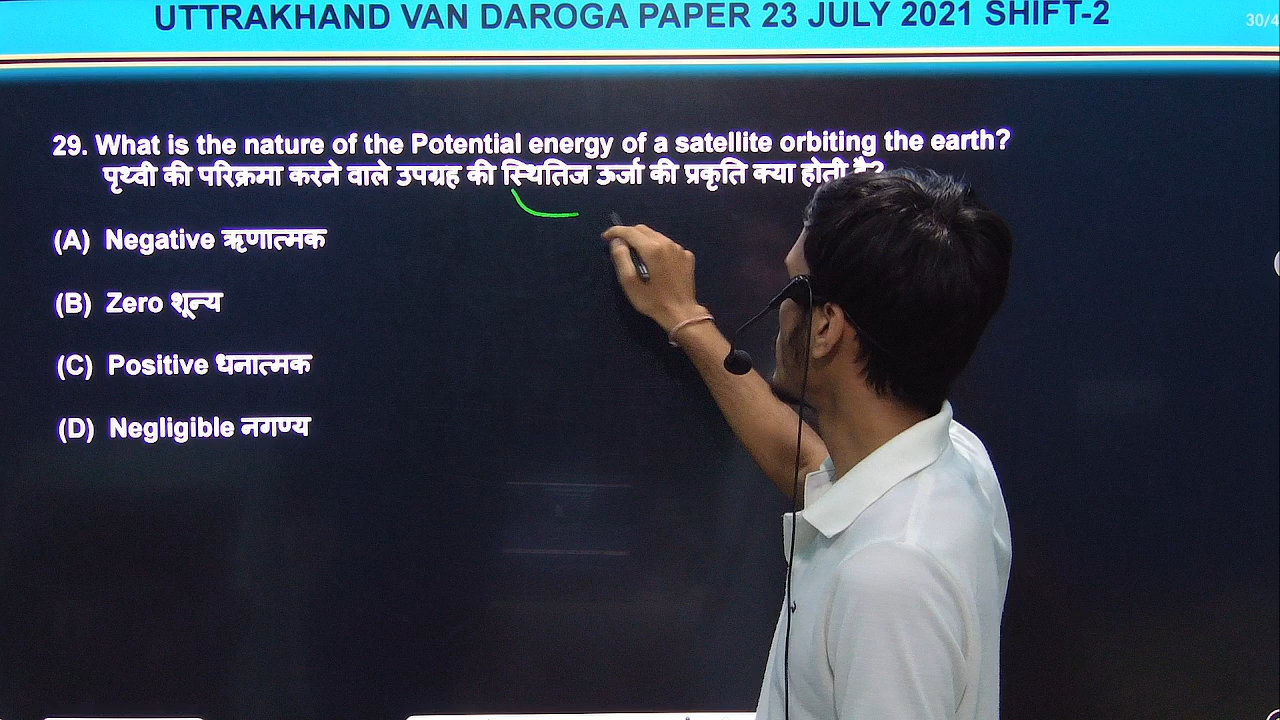 UTTRAKHAND VAN DAROGA PAPER 23 JULY 2021 SHIFT-2
30/4
29. What is the nature of the Potential energy of a satellite orbiting the earth?
पृथ्वी की परिक्रमा करने वाले उपग्रह की स्थितिज ऊर्जा की प्रकृति क्या होती है?
(A) Negative ऋणात्मक
(B) Zero शून्य
(C) Positive धनात्मक
(D) Negligible नगण्य